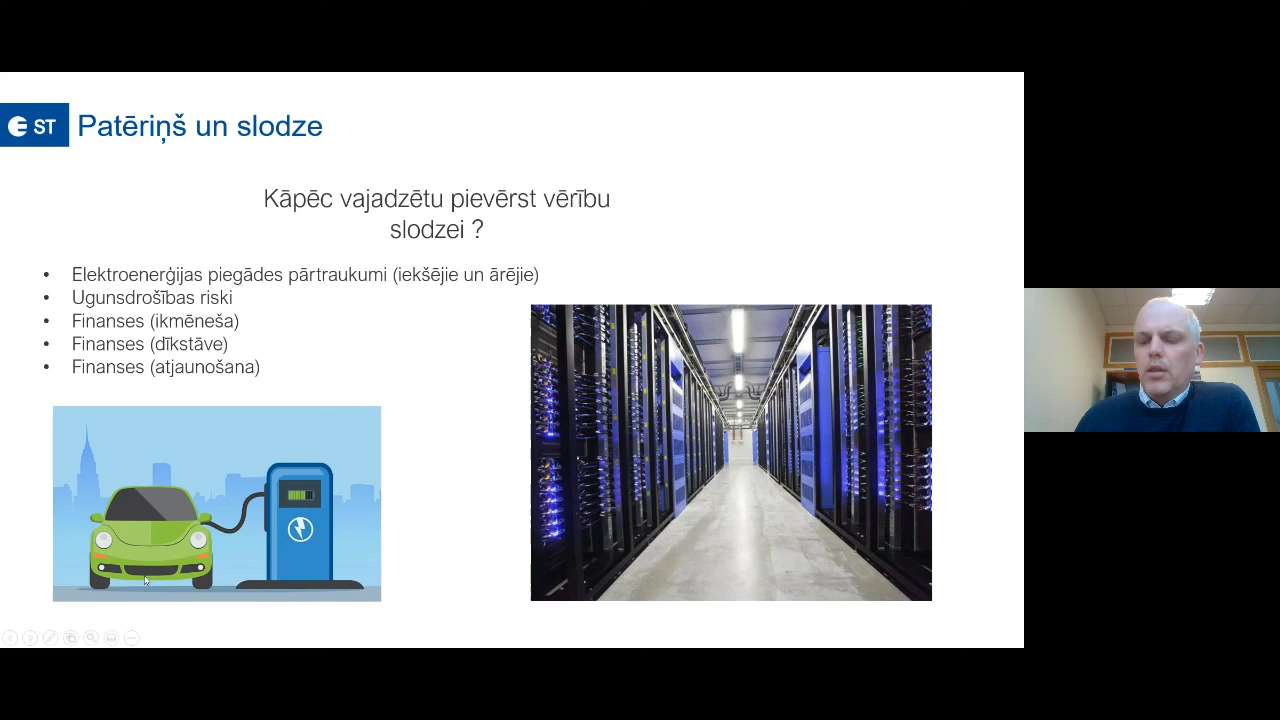 ST
Patēriņš un slodze
Kāpēc vajadzētu pievērst vērību
slodzei ?
• Elektroenerģijas piegādes pārtraukumi (iekšējie un ārējie)
• Ugunsdrošības riski
• Finanses (ikmēneša)
• Finanses (dīkstāve)
• Finanses (atjaunošana)